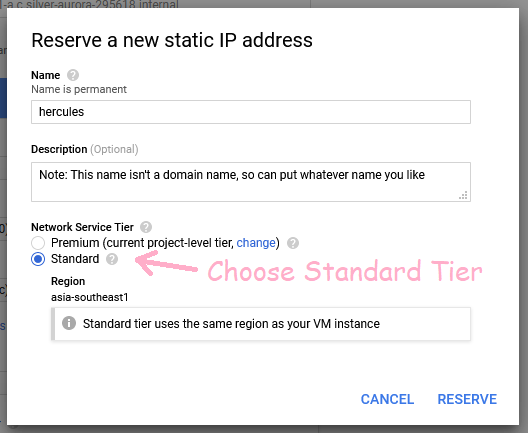 1-a.c.silver-aurora-295618.internal
Reserve a new static IP address
Name
Name is permanent
hercules
Description (Optional)
Note: This name isn't a domain name, so can put whatever name you like
Network Service Tier
Premium (current project-level tier, change)
Standard
Choose Standard Tier
Region
asia-southeast1
Standard tier uses the same region as your VM instance
CANCEL RESERVE